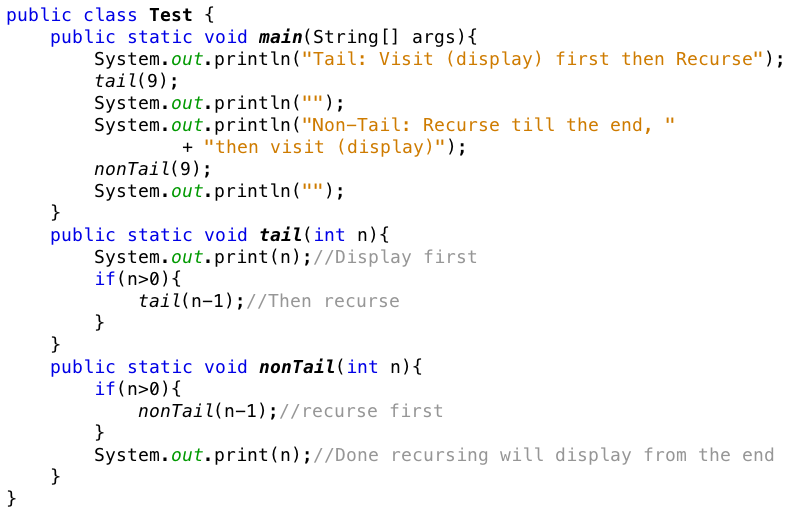 public class Test {
    public static void main(String[] args){
        System.out.println("Tail: Visit (display) first then Recurse");
        tail(9);
        System.out.println("");
        System.out.println("Non-Tail: Recurse till the end, "
                + "then visit (display)");
        nonTail(9);
        System.out.println("");
    }
    public static void tail(int n){
        System.out.print(n);//Display first
        if(n>0){
            tail(n-1);//Then recurse
        }
    }
    public static void nonTail(int n){
        if(n>0){
            nonTail(n-1);//recurse first
        }
        System.out.print(n);//Done recursing will display from the end
    }
}